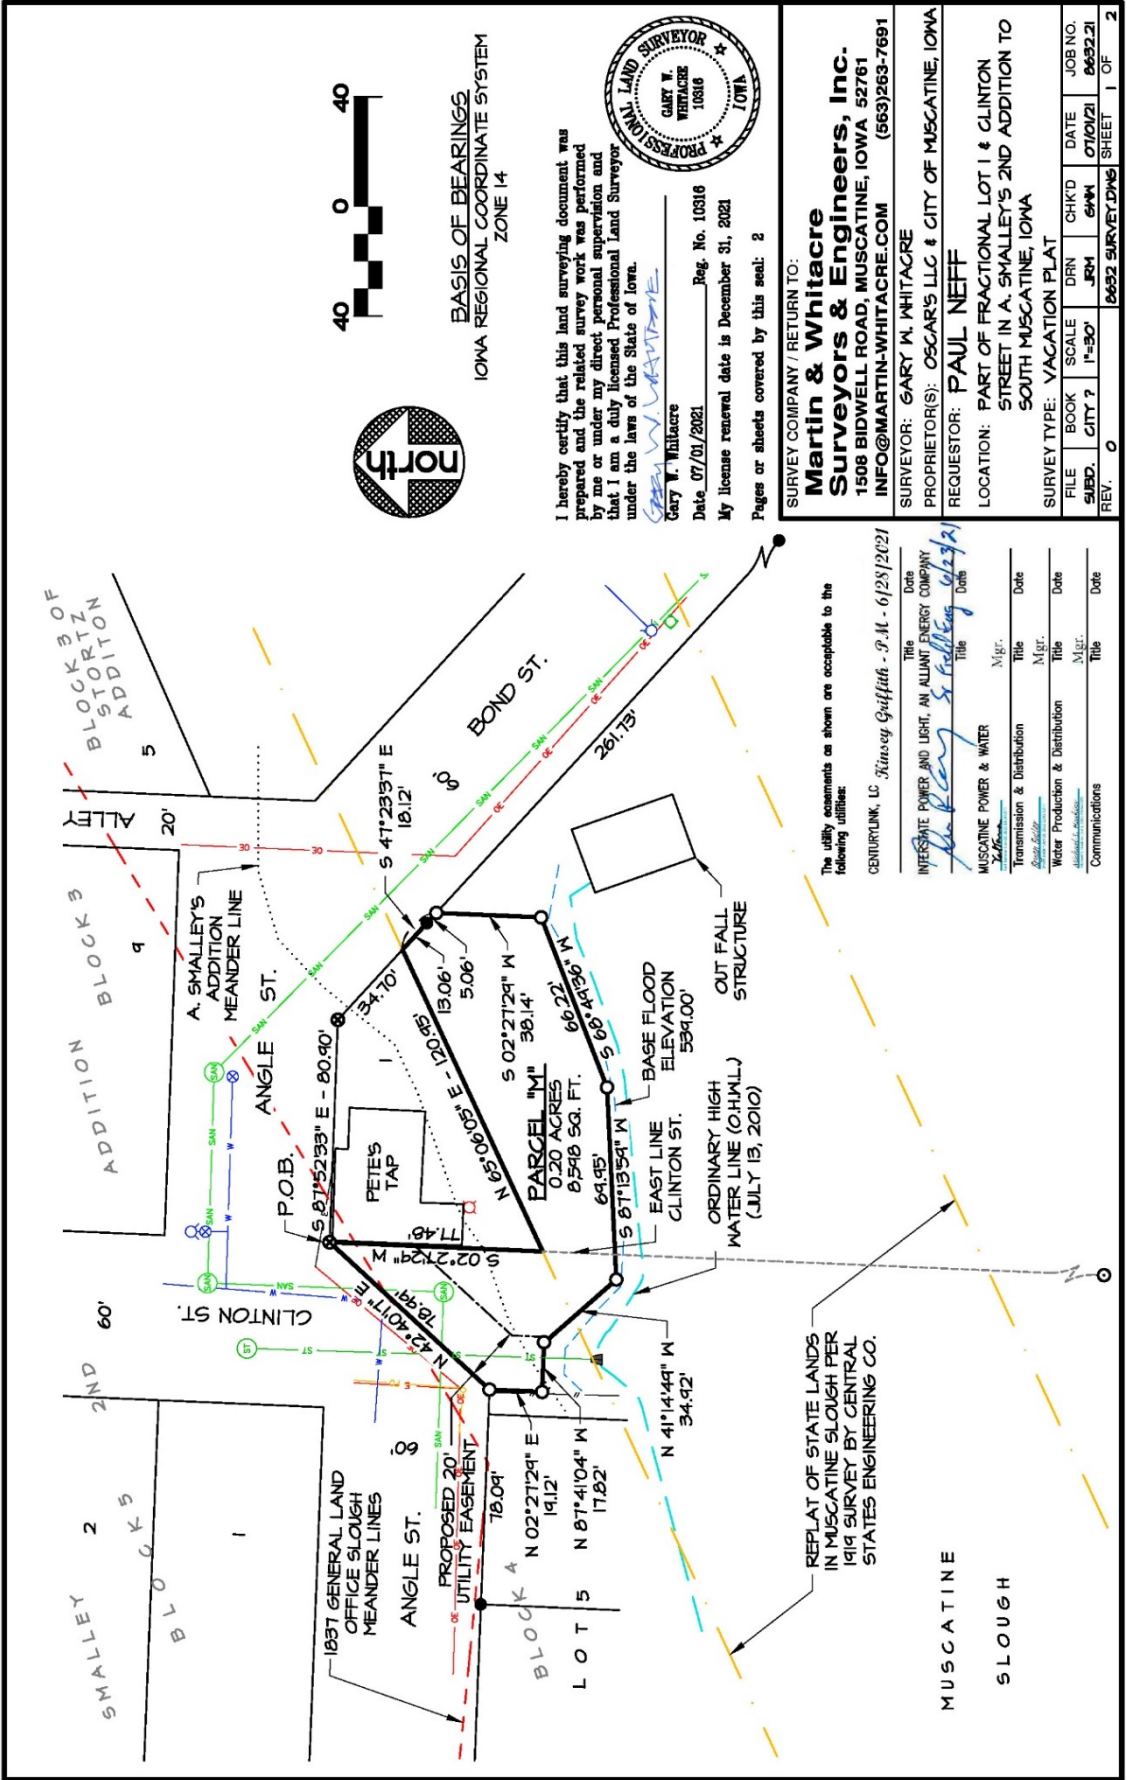 SMALLEY
2ND
ADDITION
BLOCK 3
BLOCK 3 OF
STORTZ
ADDITON
2
BLOCK 5
1
60'
9
20'
ALLEY
5
1837 GENERAL LAND
OFFICE SLOUGH
MEANDER LINES
ANGLE ST.
60'
CLINTON ST.
P.O.B.
ANGLE ST.
A. SMALLEY'S
ADDITION
MEANDER LINE
S 87°52'33" E - 80.90'
34.70'
S 47°23'37" E
18.12'
60'
BOND ST.
261.73'
PETE'S
TAP
1
N 42°40'17" E
78.99'
S 02°27'29" W
77.48'
N 65°06'05" E - 120.95'
13.06'
5.06'
PROPOSED 20'
UTILITY EASEMENT
78.09'
N 02°27'29" E
19.12'
N 87°41'04" W
17.82'
N 41°14'49" W
34.92'
PARCEL "M"
0.20 ACRES
8,598 SQ. FT.
S 02°27'29" W
38.14'
66.22
S 68°49'36" W
69.95'
S 87°13'59" W
EAST LINE
CLINTON ST.
BASE FLOOD
ELEVATION
539.00'
ORDINARY HIGH
WATER LINE (O.H.W.L.)
(JULY 13, 2010)
OUT FALL
STRUCTURE
BLOCK 4
LOT 5
REPLAT OF STATE LANDS
IN MUSCATINE SLOUGH PER
1919 SURVEY BY CENTRAL
STATES ENGINEERING CO.
MUSCATINE
SLOUGH
north
40 0 40
BASIS OF BEARINGS
IOWA REGIONAL COORDINATE SYSTEM
ZONE 14
I hereby certify that this land surveying document was
prepared and the related survey work was performed
by me or under my direct personal supervision and
that I am a duly licensed Professional Land Surveyor
under the laws of the State of Iowa.
Gary W. Whitacre
Gary W. Whitacre
Date 07/01/2021 Reg. No. 10316
My license renewal date is December 31, 2021
Pages or sheets covered by this seal: 2
PROFESSIONAL LAND SURVEYOR
GARY W.
WHITACRE
10316
IOWA
The utility easements as shown are acceptable to the
following utilities:
CENTURYLINK, LC Kinsey Griffith - P.M - 6/28/2021
Title Date
INTERSTATE POWER AND LIGHT, AN ALLIANT ENERGY COMPANY
Sr Field Eng 6/23/21
Title Date
MUSCATINE POWER & WATER
Mgr.
Transmission & Distribution Title Date
Mgr.
Water Production & Distribution Title Date
Mgr.
Communications Title Date
SURVEY COMPANY / RETURN TO:
Martin & Whitacre
Surveyors & Engineers, Inc.
1508 BIDWELL ROAD, MUSCATINE, IOWA 52761
INFO@MARTIN-WHITACRE.COM (563)263-7691
SURVEYOR: GARY W. WHITACRE
PROPRIETOR(S): OSCAR'S LLC & CITY OF MUSCATINE, IOWA
REQUESTOR: PAUL NEFF
LOCATION: PART OF FRACTIONAL LOT 1 & CLINTON
STREET IN A. SMALLEY'S 2ND ADDITION TO
SOUTH MUSCATINE, IOWA
SURVEY TYPE: VACATION PLAT
FILE BOOK SCALE DRN CHK'D DATE JOB NO.
SUBD. CITY 7 1"=30' JRM GWW 07/01/21 8632.21
REV. 0 8632 SURVEY.DWG SHEET 1 OF 2